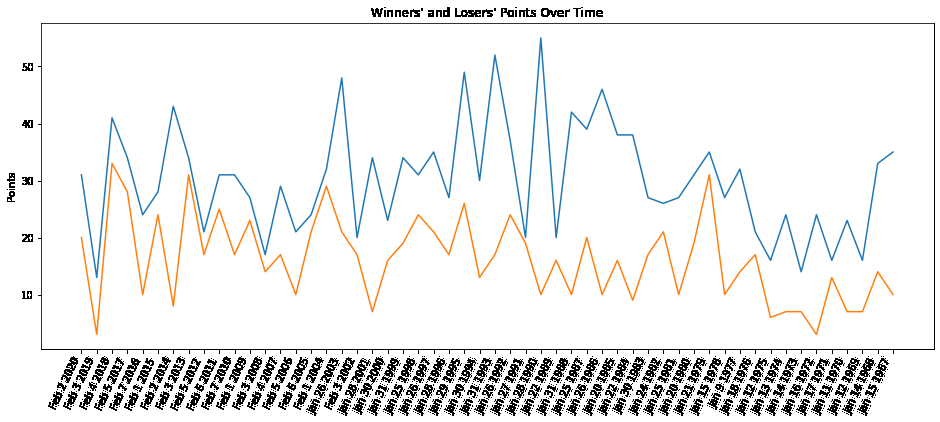 Winners' and Losers' Points Over Time
Points
50
40
30
20
10
Feb 2 2020
Feb 3 2019
Feb 4 2018
Feb 5 2017
Feb 7 2016
Feb 1 2015
Feb 2 2014
Feb 3 2013
Feb 5 2012
Feb 6 2011
Feb 7 2010
Feb 1 2009
Feb 3 2008
Feb 4 2007
Feb 5 2006
Feb 6 2005
Feb 1 2004
Jan 26 2003
Feb 3 2002
Jan 28 2001
Jan 30 2000
Jan 31 1999
Jan 25 1998
Jan 26 1997
Jan 28 1996
Jan 29 1995
Jan 30 1994
Jan 31 1993
Jan 26 1992
Jan 27 1991
Jan 28 1990
Jan 22 1989
Jan 31 1988
Jan 25 1987
Jan 26 1986
Jan 20 1985
Jan 22 1984
Jan 30 1983
Jan 24 1982
Jan 25 1981
Jan 20 1980
Jan 21 1979
Jan 15 1978
Jan 9 1977
Jan 18 1976
Jan 12 1975
Jan 13 1974
Jan 14 1973
Jan 16 1972
Jan 17 1971
Jan 11 1970
Jan 12 1969
Jan 14 1968
Jan 15 1967